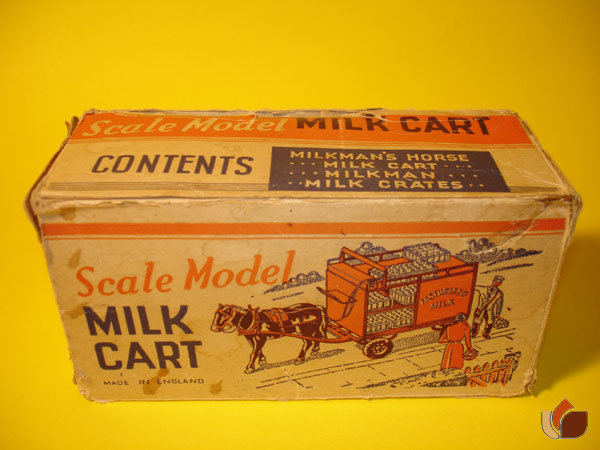 Scale Model MILK CART
CONTENTS
MILKMAN'S HORSE
··· MILK CART ···
···· MILKMAN ····
··MILK CRATES··
Scale Model
MILK
CART
MADE IN ENGLAND
MILK